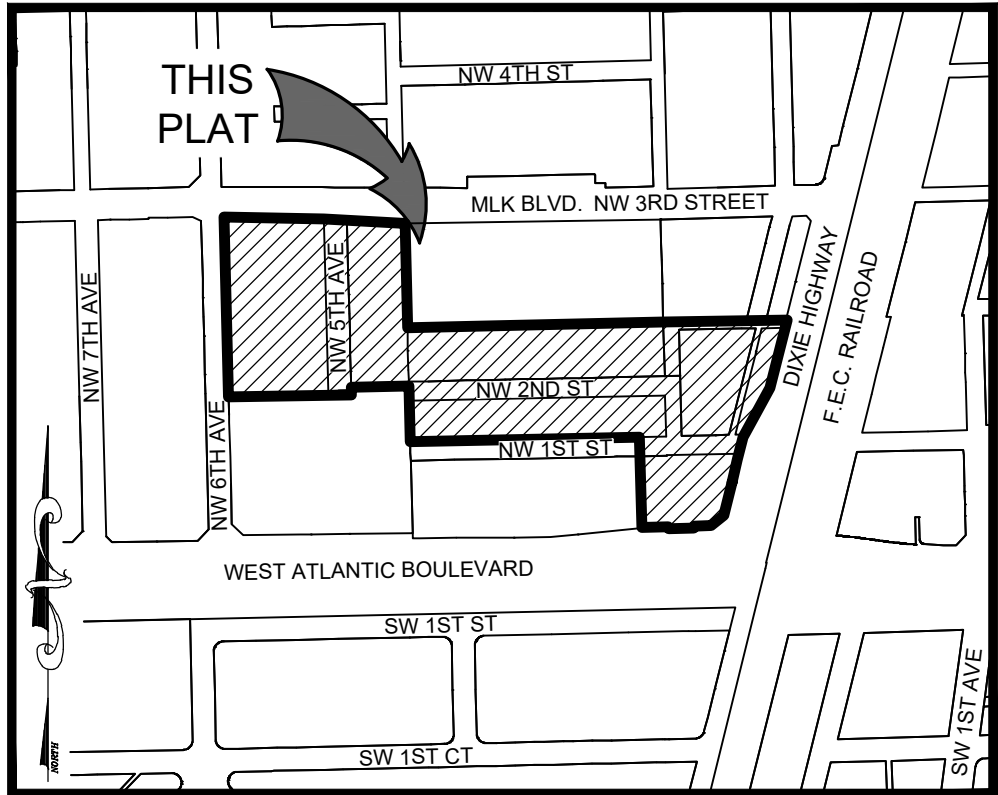 NW 4TH ST
THIS
PLAT
MLK BLVD. NW 3RD STREET
NW 7TH AVE
NW 5TH AVE
DIXIE HIGHWAY
F.E.C. RAILROAD
NW 2ND ST
NW 6TH AVE
NW 1ST ST
WEST ATLANTIC BOULEVARD
SW 1ST ST
SW 1ST AVE
SW 1ST CT
NORTH